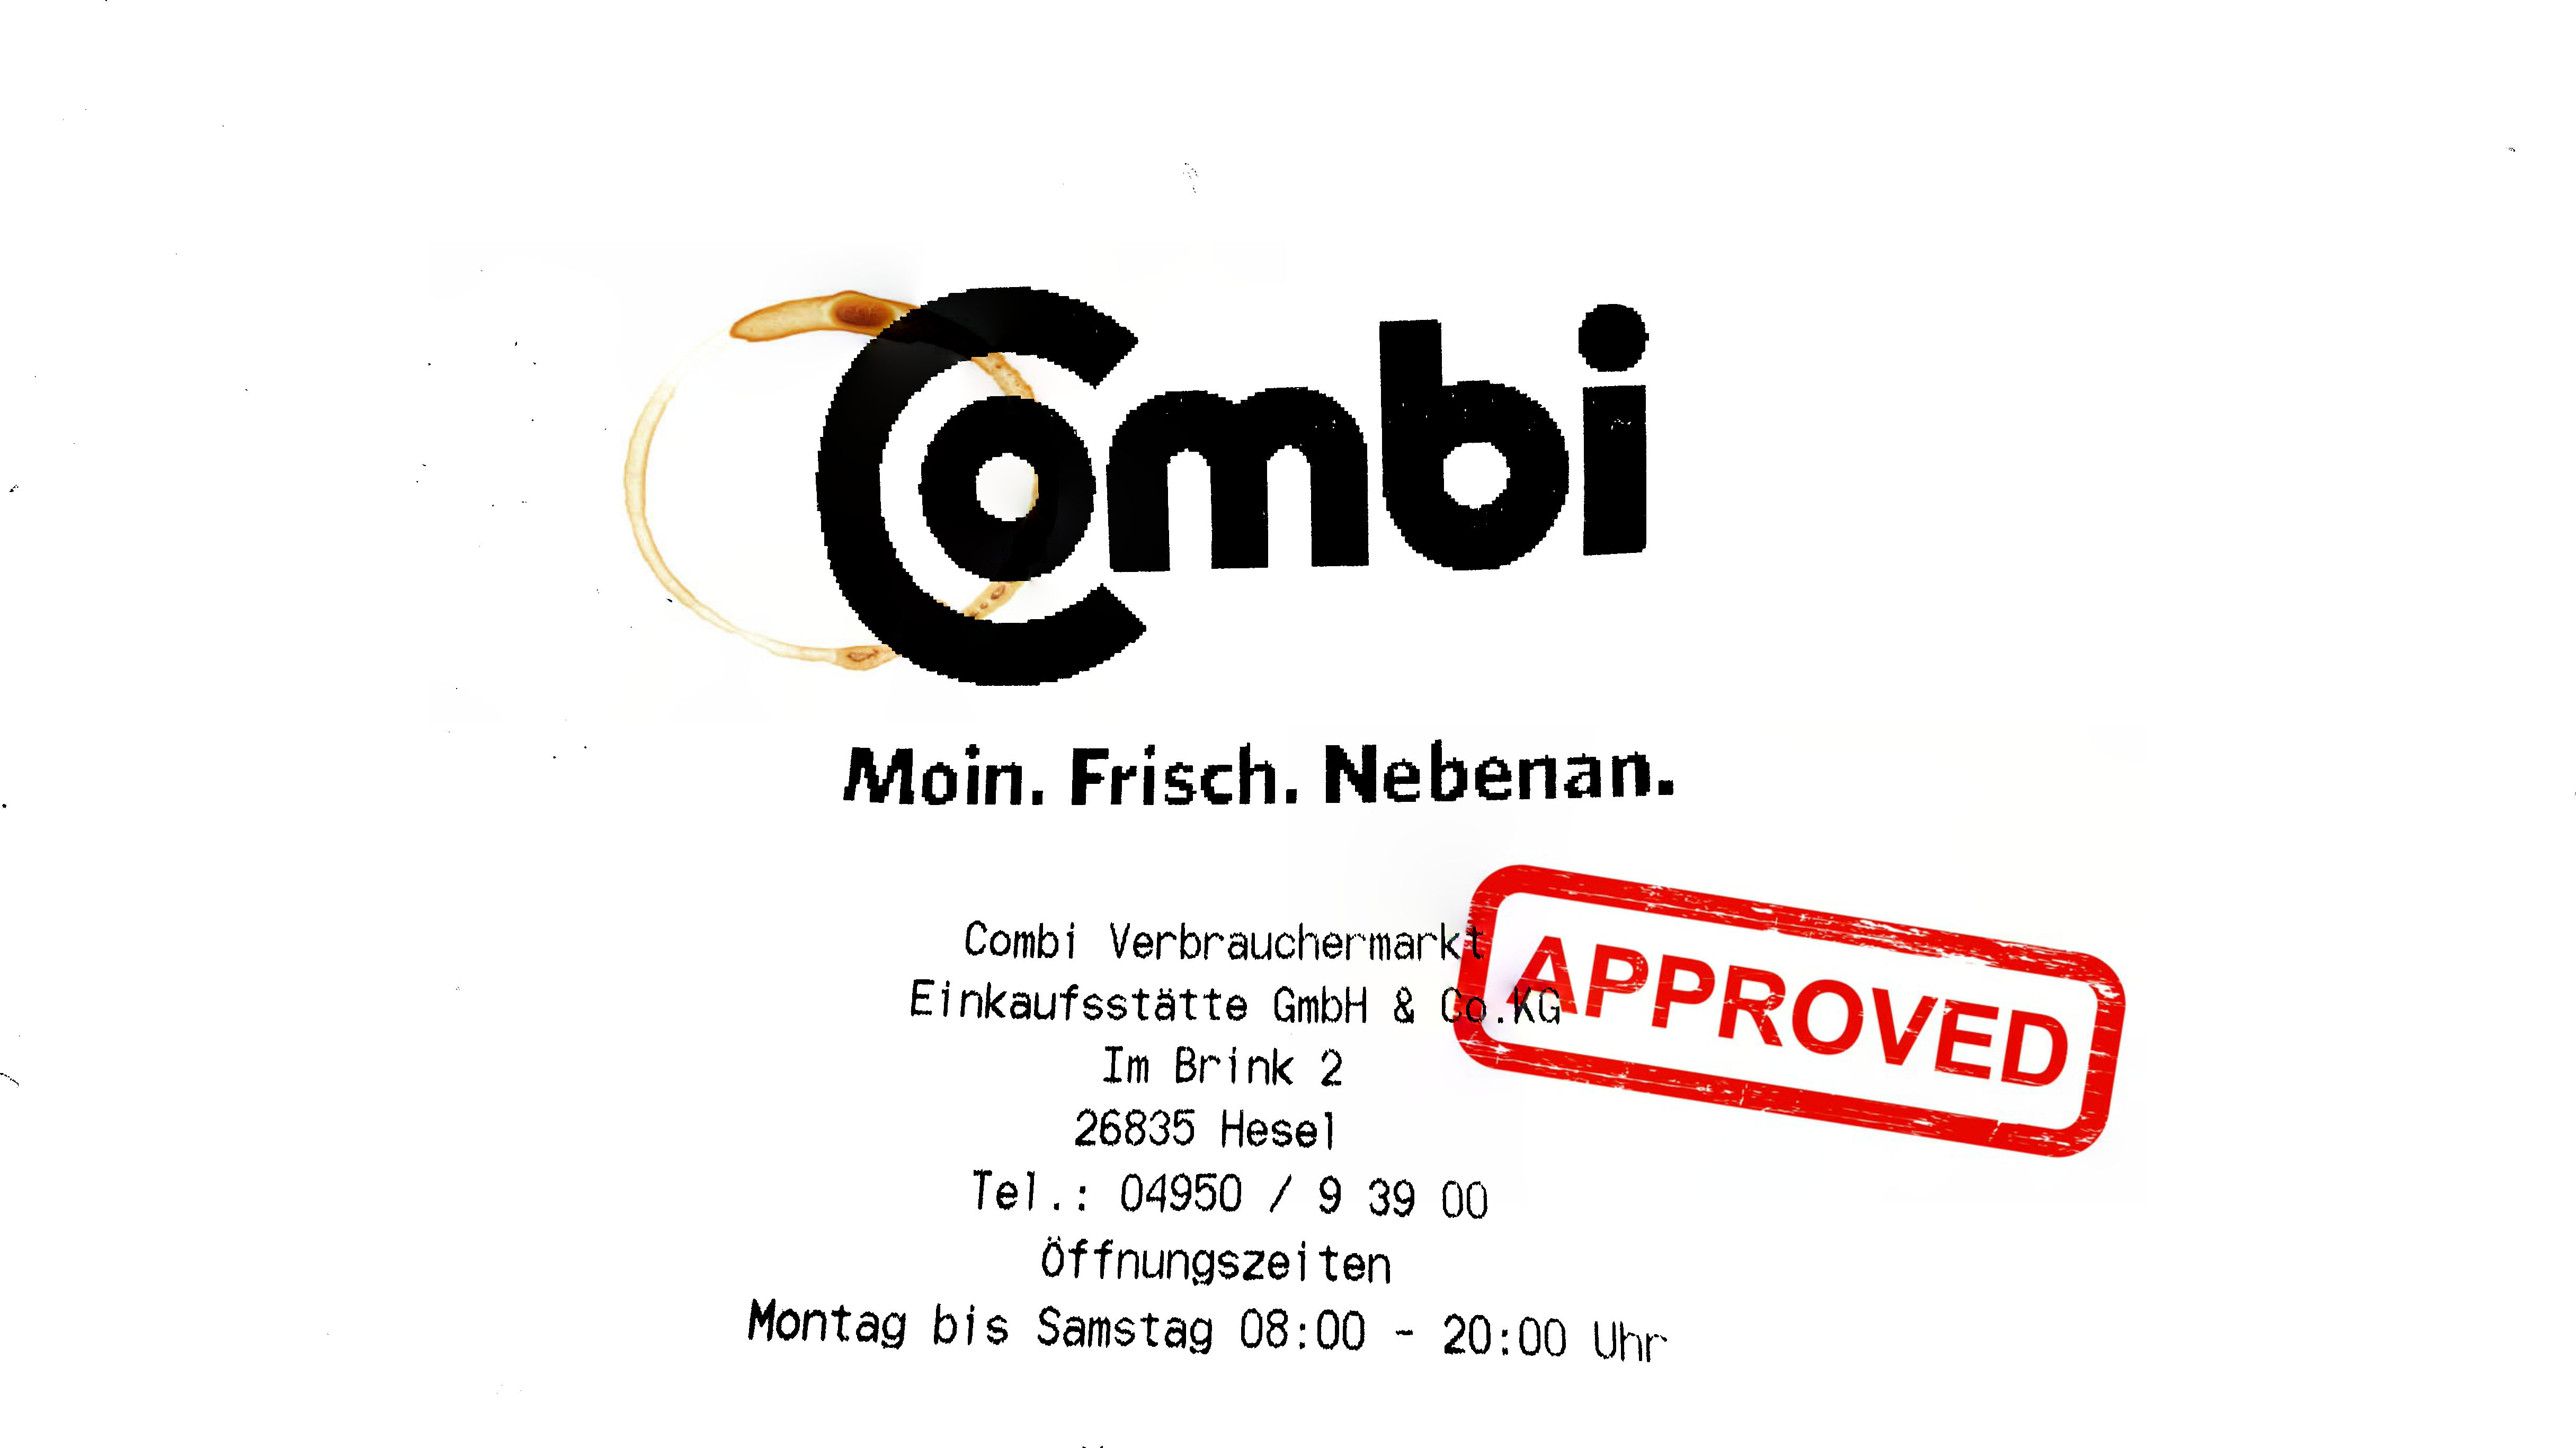 Combi
Moin. Frisch. Nebenan.
Combi Verbrauchermarkt
Einkaufsstätte GmbH & Co.KG
APPROVED
Im Brink 2
26835 Hesel
Tel.: 04950 / 9 39 00
Öffnungszeiten
Montag bis Samstag 08:00 - 20:00 Uhr